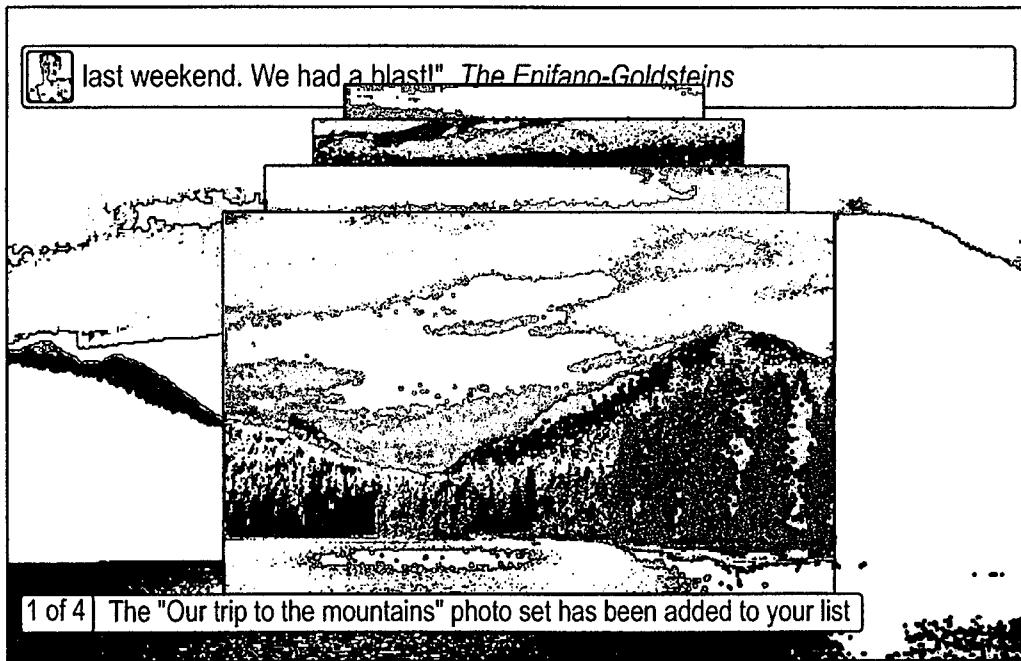 last weekend. We had a blast!" The Enifano-Goldsteins
1 of 4 The "Our trip to the mountains" photo set has been added to your list